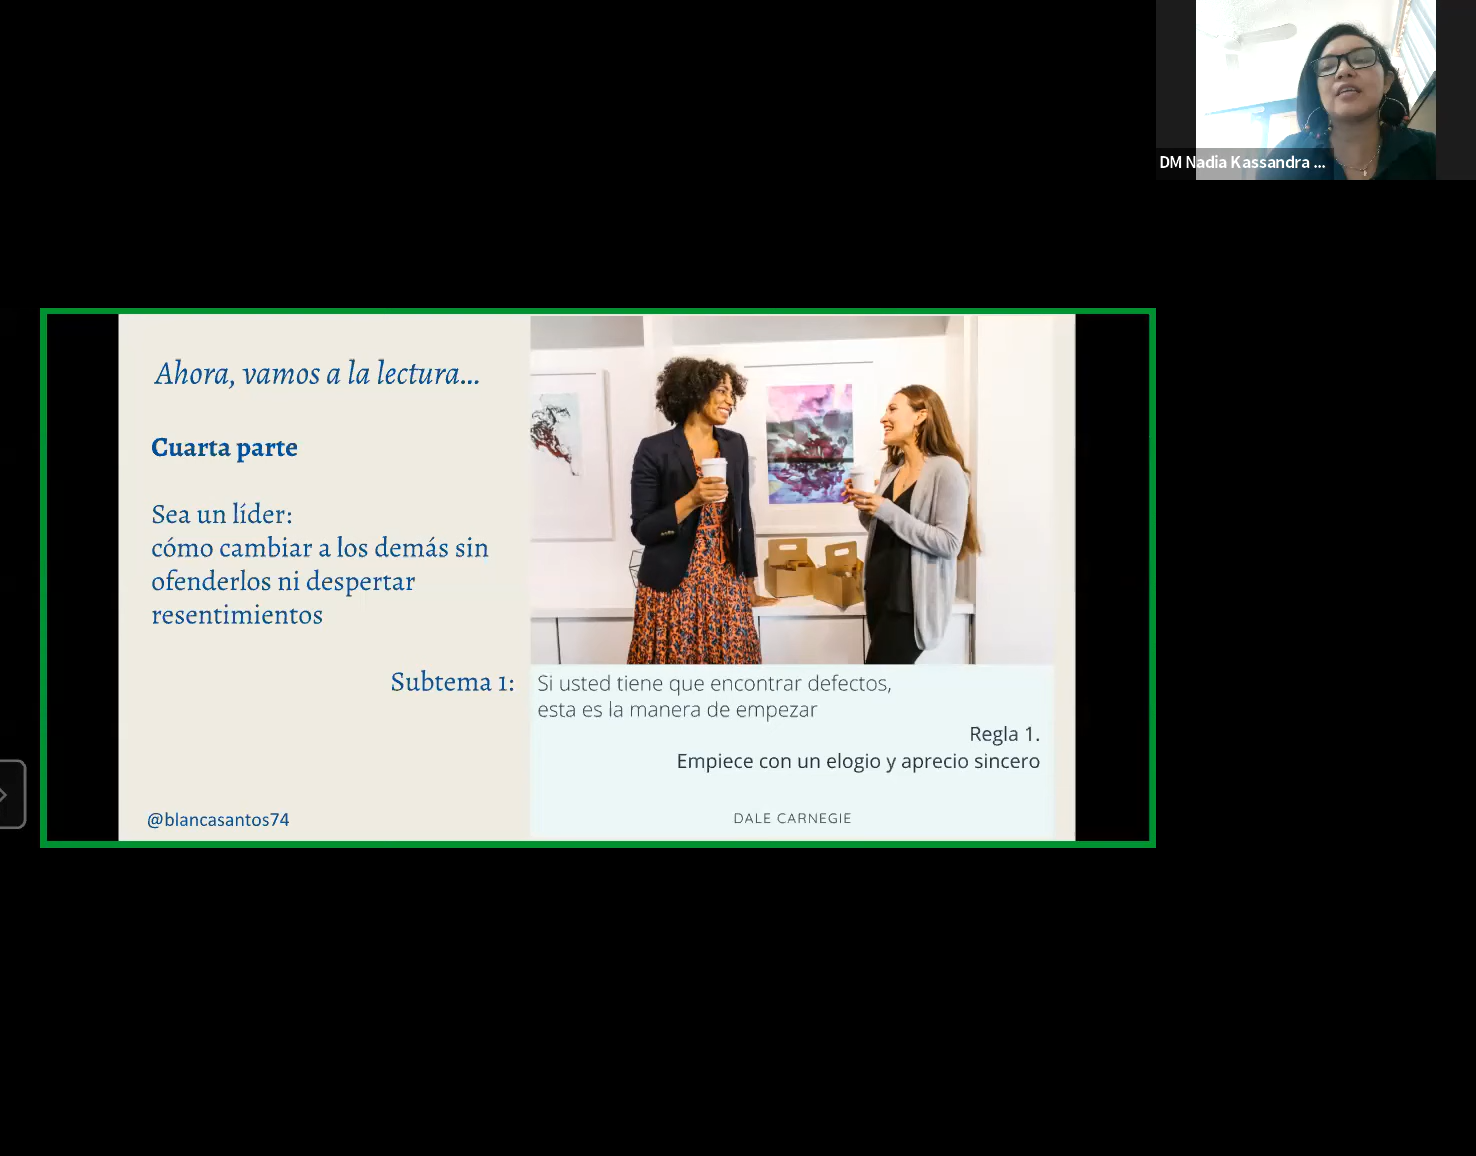 DM Nadia Kassandra ...
Ahora, vamos a la lectura...
Cuarta parte
Sea un líder:
cómo cambiar a los demás sin
ofenderlos ni despertar
resentimientos
Subtema 1:
Si usted tiene que encontrar defectos,
esta es la manera de empezar
Regla 1.
Empiece con un elogio y aprecio sincero
@blancasantos74
DALE CARNEGIE